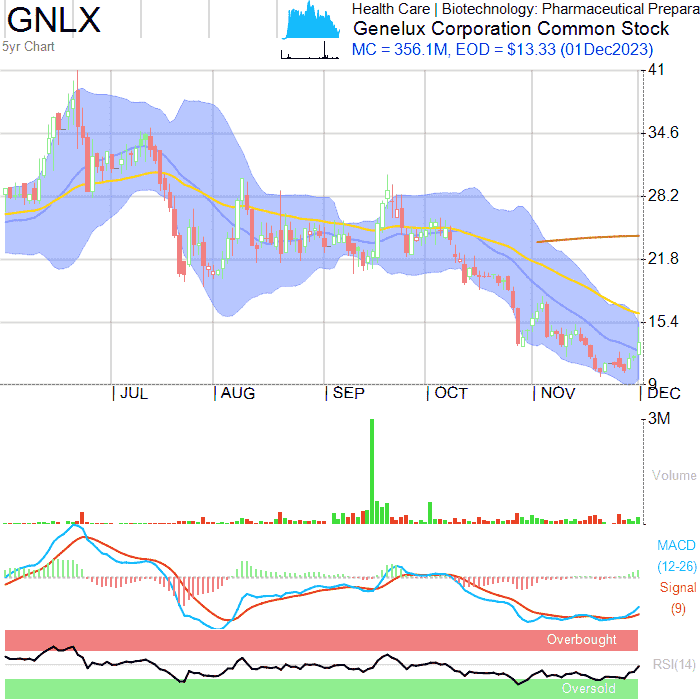 GNLX
5yr Chart
Health Care | Biotechnology: Pharmaceutical Prepara
Genelux Corporation Common Stock
MC = 356.1M, EOD = $13.33 (01Dec2023)
41
34.6
28.2
21.8
15.4
9
JUL
AUG
SEP
OCT
NOV
DEC
3M
Volume
MACD
(12-26)
Signal
(9)
Overbought
RSI(14)
Oversold